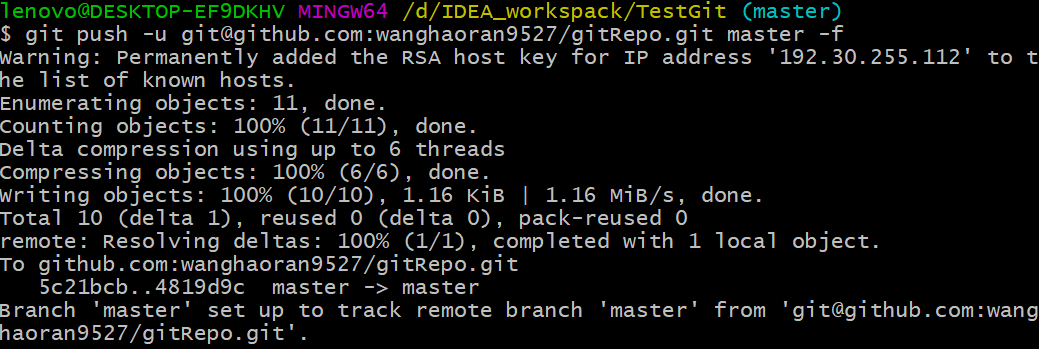 lenovo@DESKTOP-EF9DKHV MINGW64 /d/IDEA_workspack/TestGit (master)
$ git push -u git@github.com:wanghaoran9527/gitRepo.git master -f
Warning: Permanently added the RSA host key for IP address '192.30.255.112' to t
he list of known hosts.
Enumerating objects: 11, done.
Counting objects: 100% (11/11), done.
Delta compression using up to 6 threads
Compressing objects: 100% (6/6), done.
Writing objects: 100% (10/10), 1.16 KiB | 1.16 MiB/s, done.
Total 10 (delta 1), reused 0 (delta 0), pack-reused 0
remote: Resolving deltas: 100% (1/1), completed with 1 local object.
To github.com:wanghaoran9527/gitRepo.git
   5c21bcb..4819d9c  master -> master
Branch 'master' set up to track remote branch 'master' from 'git@github.com:wang
haoran9527/gitRepo.git'.